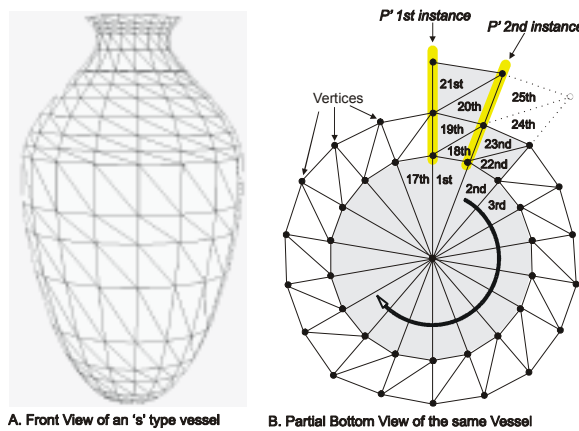 P' 1st instance
P' 2nd instance
21st
25th
20th
Vertices
19th
24th
18th
23nd
22nd
17th 1st
2nd
3rd
A. Front View of an 's' type vessel
B. Partial Bottom View of the same Vessel